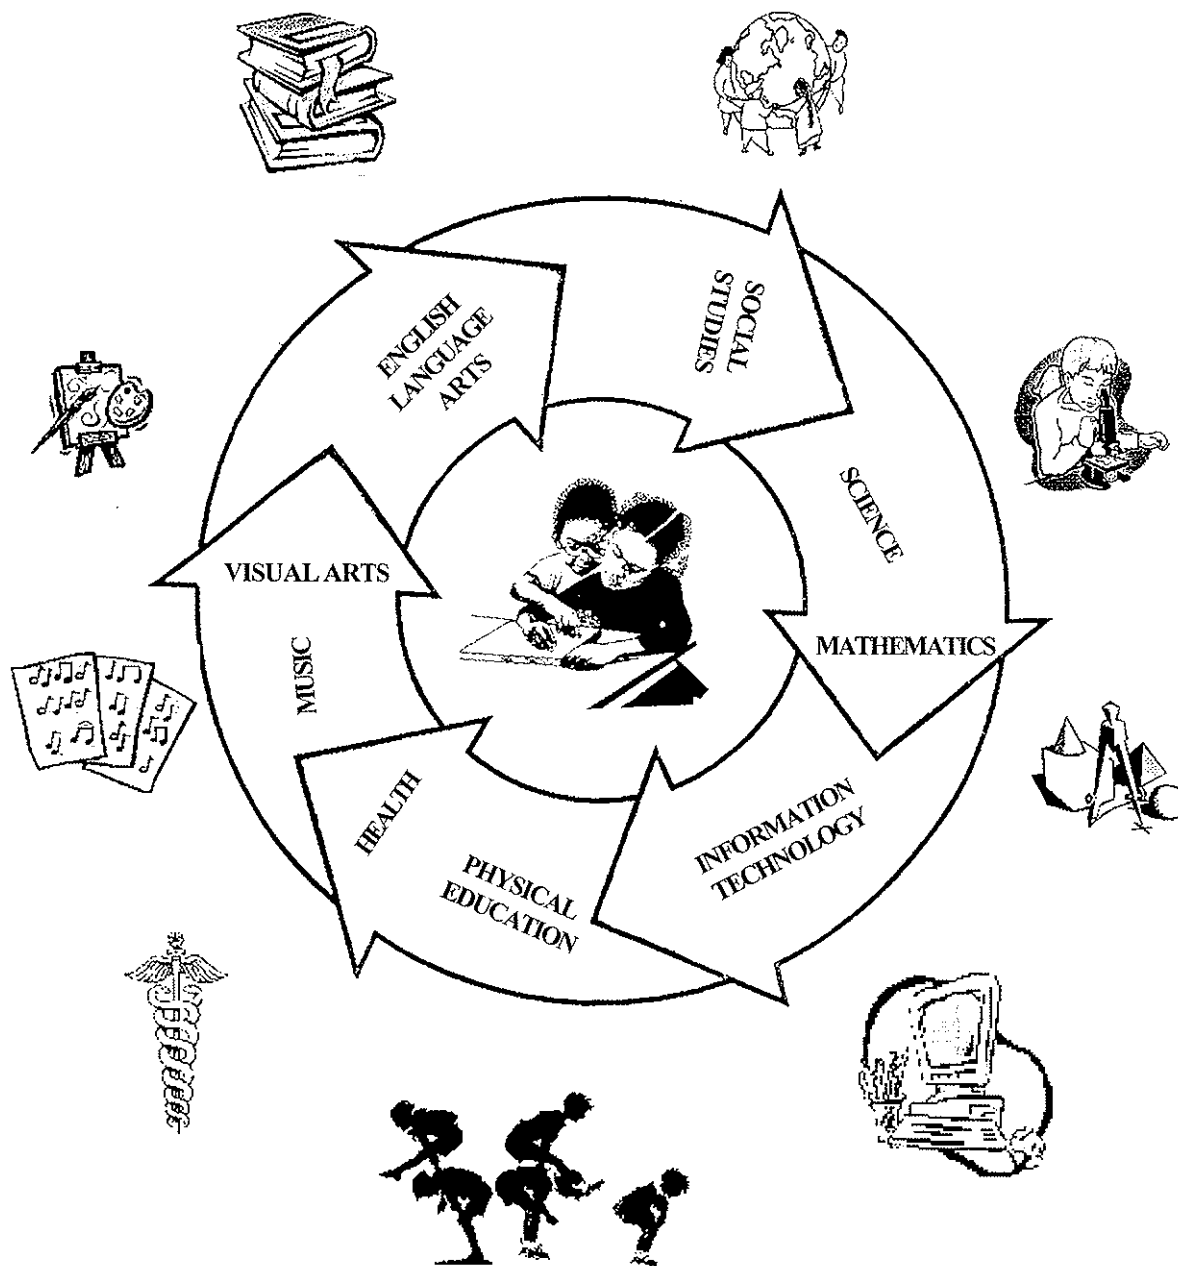 ENGLISH
LANGUAGE
ARTS
SOCIAL
STUDIES
SCIENCE
MATHEMATICS
INFORMATION
TECHNOLOGY
PHYSICAL
EDUCATION
HEALTH
MUSIC
VISUAL ARTS